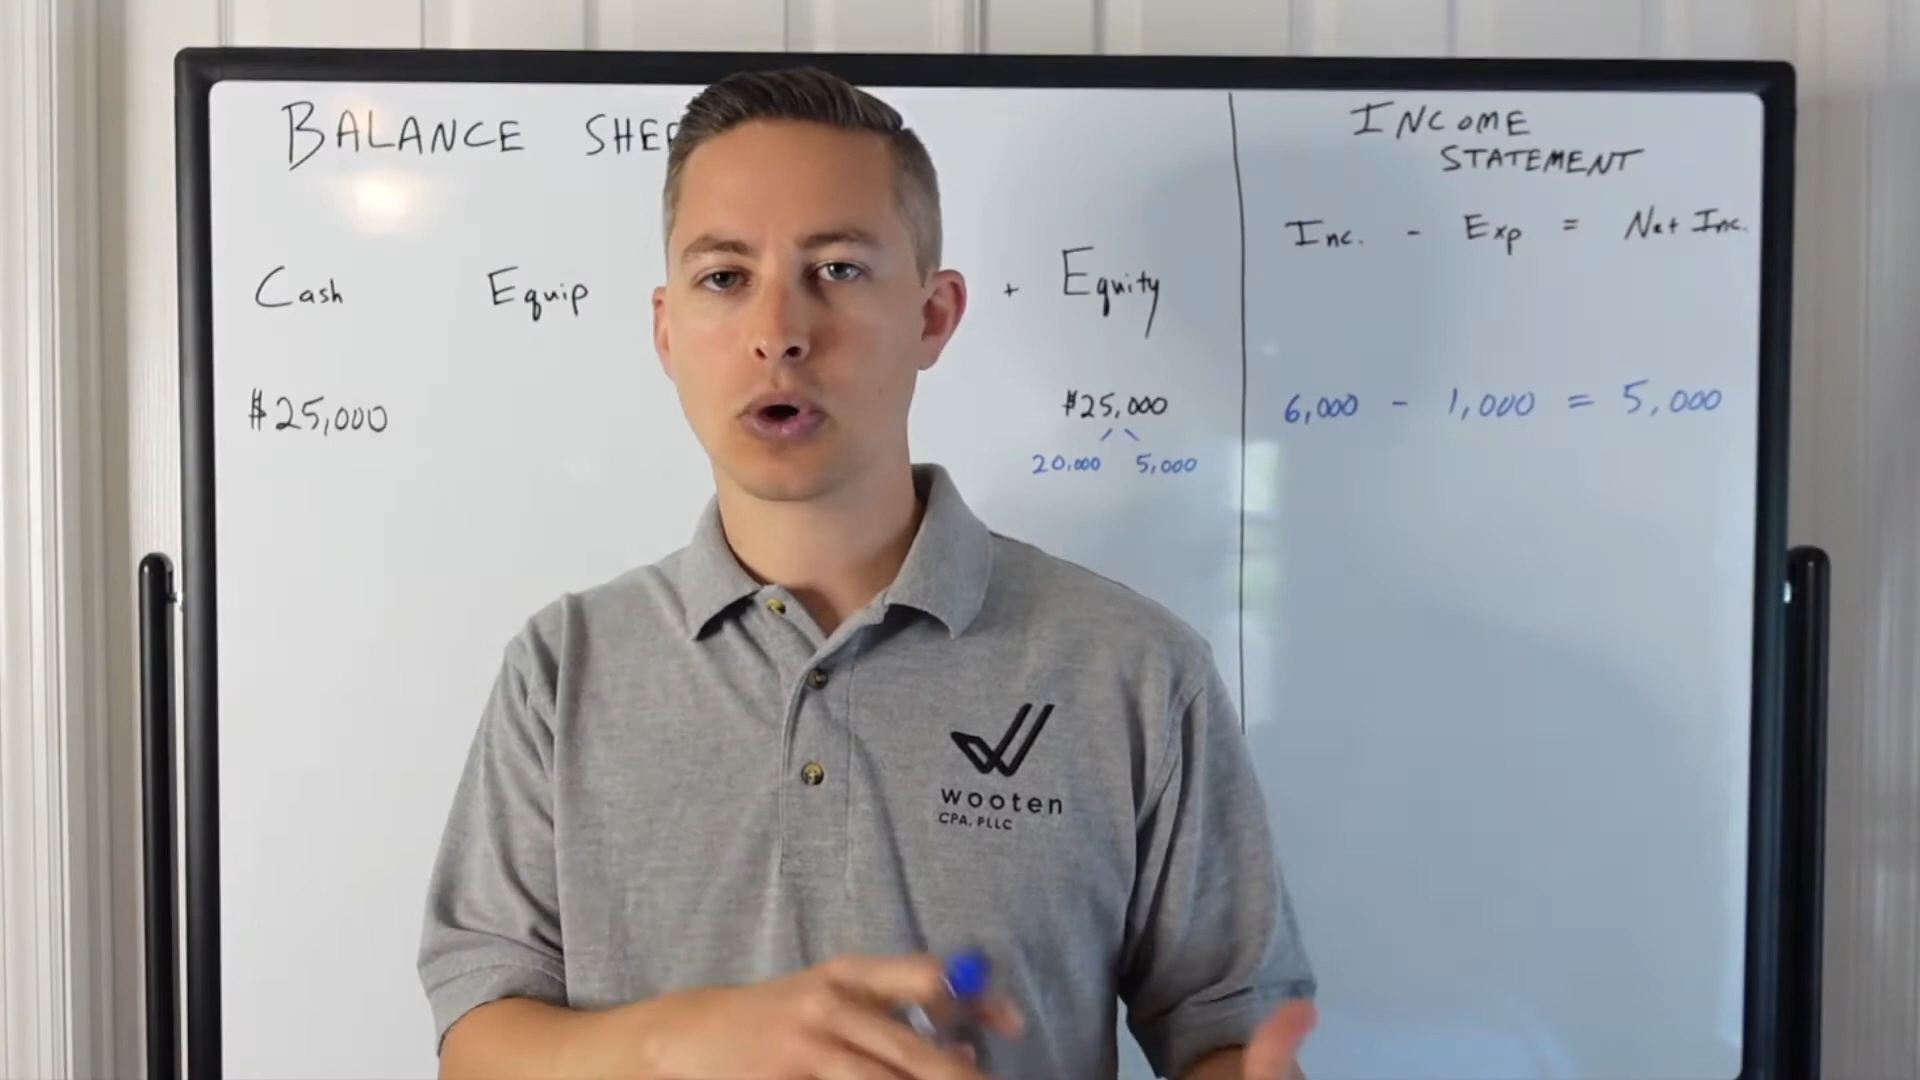 BALANCE SHEE
INCOME
STATEMENT
Inc. - Exp = Net Inc.
Cash Equip + Equity
$25,000 $25,000
20,000 5,000
6,000 - 1,000 = 5,000
wooten
CPA, PLLC